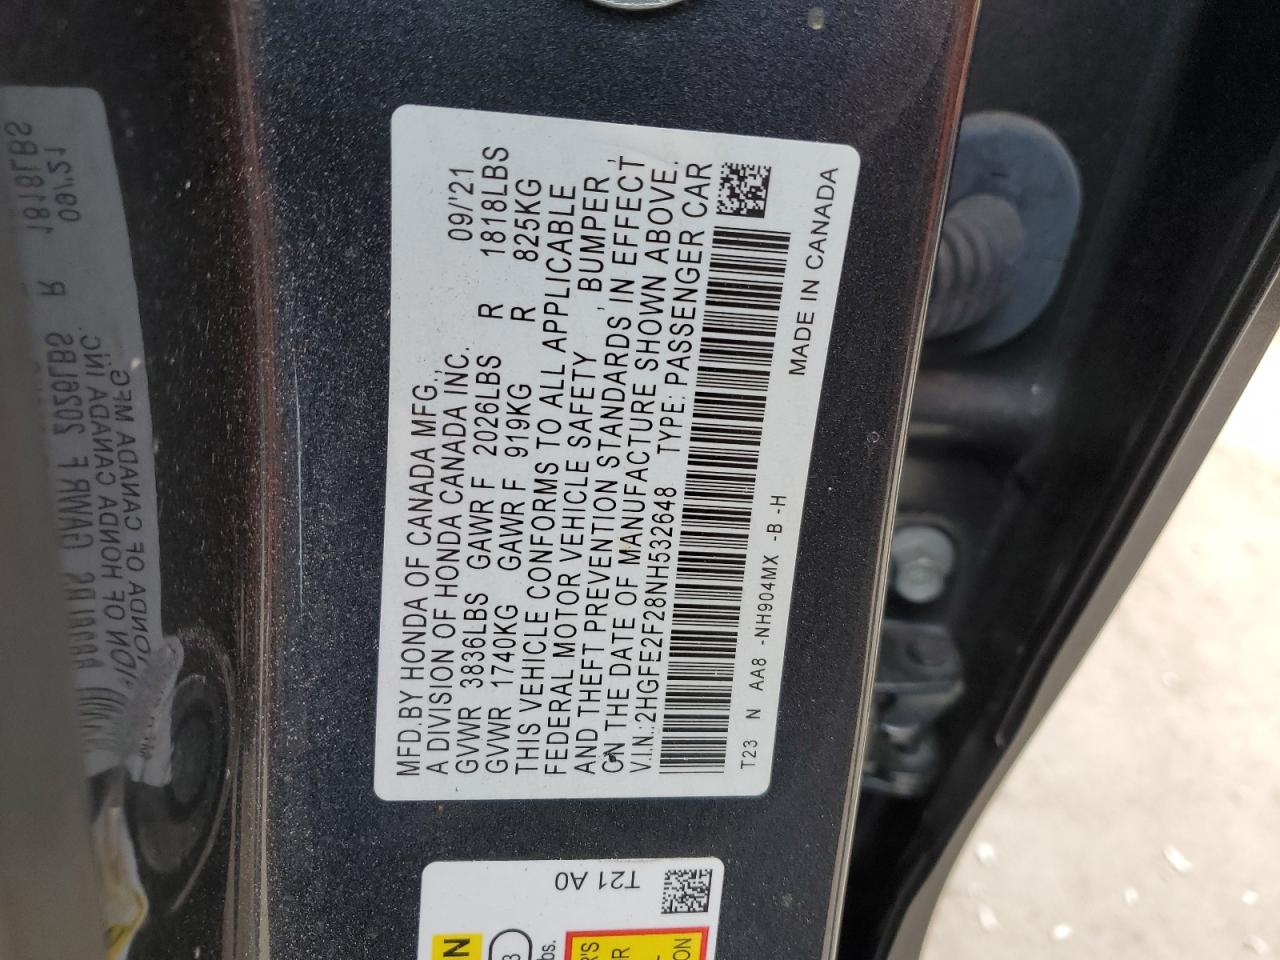 MFD.BY HONDA OF CANADA MFG.,
A DIVISION OF HONDA CANADA INC. 09/'21
GVWR 3836LBS GAWR F 2026LBS R 1818LBS
GVWR 1740KG GAWR F 919KG R 825KG
THIS VEHICLE CONFORMS TO ALL APPLICABLE
FEDERAL MOTOR VEHICLE SAFETY , BUMPER ,
AND THEFT PREVENTION STANDARDS IN EFFECT
ON THE DATE OF MANUFACTURE SHOWN ABOVE.
V.I.N.:2HGFE2F28NH532648 TYPE: PASSENGER CAR
T23 N AA8 -NH904MX -B -H
MADE IN CANADA
T21 A0